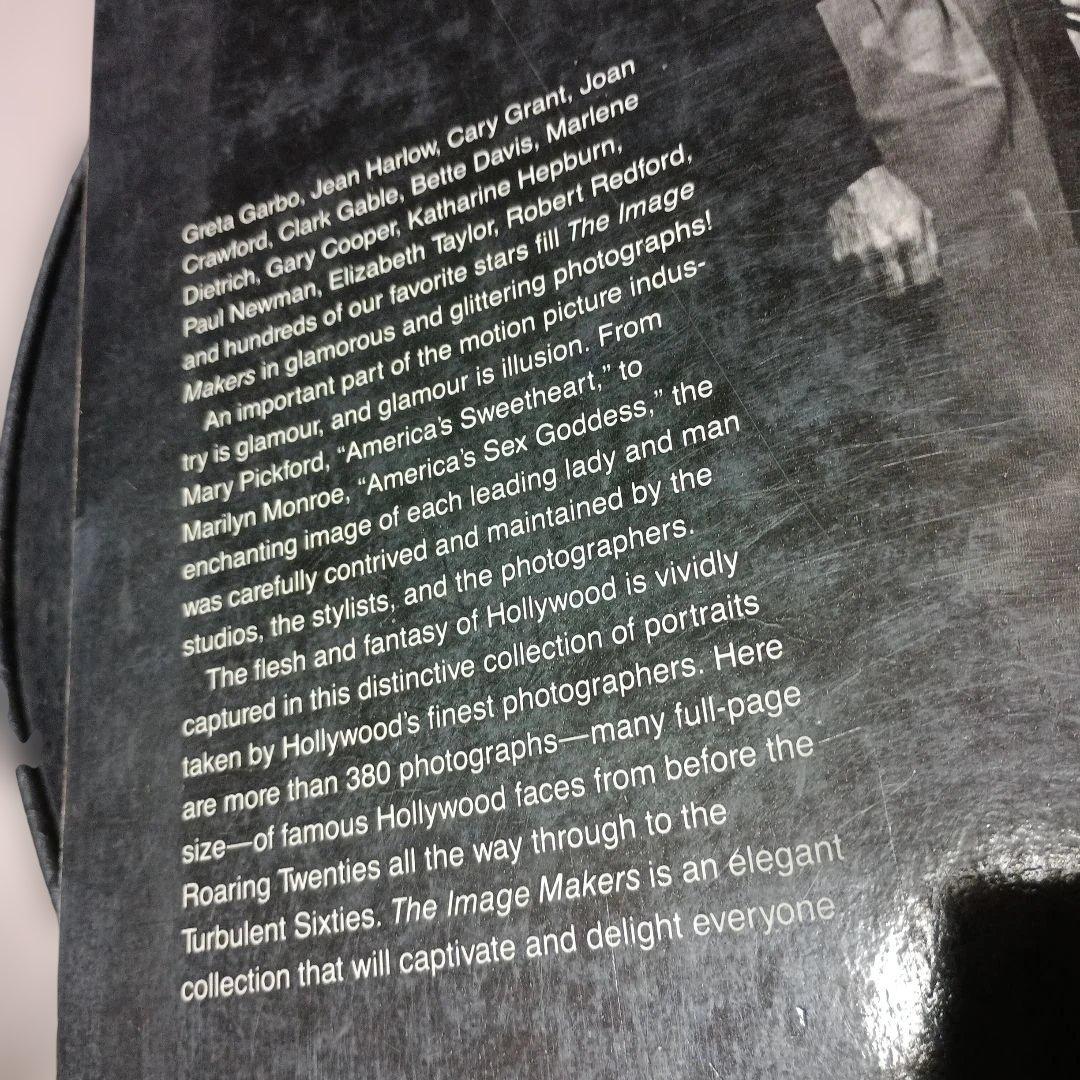 Greta Garbo, Jean Harlow, Cary Grant, Joan
Crawford, Clark Gable, Bette Davis, Marlene
Dietrich, Gary Cooper, Katharine Hepburn,
Paul Newman, Elizabeth Taylor, Robert Redford,
and hundreds of our favorite stars fill The Image
Makers in glamorous and glittering photographs!
An important part of the motion picture indus-
try is glamour, and glamour is illusion. From
Mary Pickford, “America’s Sweetheart,” to
Marilyn Monroe, “America’s Sex Goddess,” the
enchanting image of each leading lady and man
was carefully contrived and maintained by the
studios, the stylists, and the photographers.
The flesh and fantasy of Hollywood is vividly
captured in this distinctive collection of portraits
taken by Hollywood’s finest photographers. Here
are more than 380 photographs—many full-page
size—of famous Hollywood faces from before the
Roaring Twenties all the way through to the
Turbulent Sixties. The Image Makers is an elegant
collection that will captivate and delight everyone